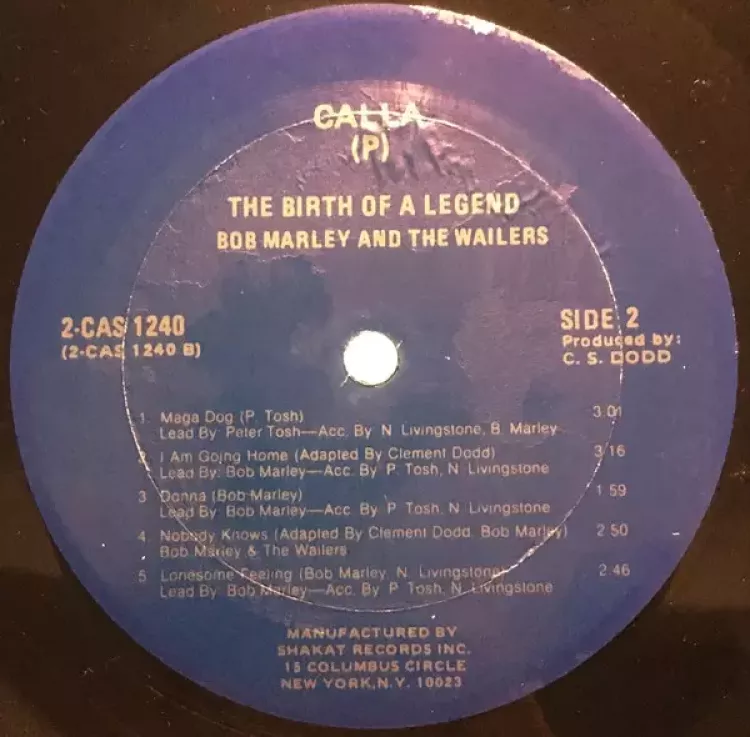 CALLA
(P)
THE BIRTH OF A LEGEND
BOB MARLEY AND THE WAILERS
2-CAS 1240
(2-CAS 1240 B)
SIDE 2
Produced by:
C. S. DODD
1 Maga Dog (P. Tosh) 3.01
Lead By: Peter Tosh—Acc. By N. Livingstone, B. Marley
2 I Am Going Home (Adapted By Clement Dodd) 3 16
Lead By: Bob Marley—Acc. By P. Tosh, N. Livingstone
3 Donna (Bob Marley) 1 59
Lead By: Bob Marley—Acc. By P. Tosh, N. Livingstone
4 Nobody Knows (Adapted By Clement Dodd, Bob Marley) 2 50
Bob Marley & The Wailers
5 Lonesome Feeling (Bob Marley, N. Livingstone) 2:46
Lead By: Bob Marley—Acc. By P. Tosh, N. Livingstone
MANUFACTURED BY
SHAKAT RECORDS INC.
15 COLUMBUS CIRCLE
NEW YORK, N.Y. 10023